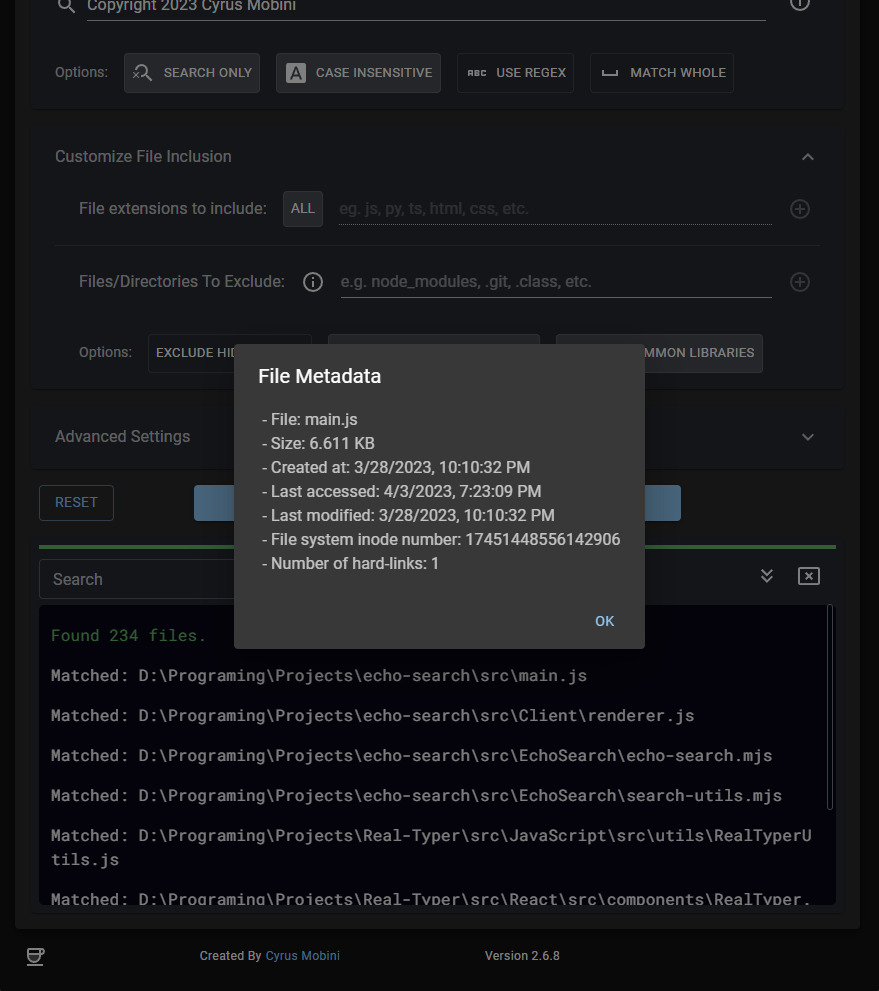 Copyright 2023 Cyrus Mobini
Options: SEARCH ONLY A CASE INSENSITIVE ABC USE REGEX MATCH WHOLE
Customize File Inclusion
File extensions to include: ALL eg. js, py, ts, html, css, etc.
Files/Directories To Exclude: e.g. node_modules, .git, .class, etc.
Options: EXCLUDE LIBRARIES
File Metadata
- File: main.js
- Size: 6.611 KB
- Created at: 3/28/2023, 10:10:32 PM
- Last accessed: 4/3/2023, 7:23:09 PM
- Last modified: 3/28/2023, 10:10:32 PM
- File system inode number: 17451448556142906
- Number of hard-links: 1
OK
Advanced Settings
RESET
Search
Found 234 files.
Matched: D:\Programing\Projects\echo-search\src\main.js
Matched: D:\Programing\Projects\echo-search\src\Client\renderer.js
Matched: D:\Programing\Projects\echo-search\src\EchoSearch\echo-search.mjs
Matched: D:\Programing\Projects\echo-search\src\EchoSearch\search-utils.mjs
Matched: D:\Programing\Projects\Real-Typer\src\JavaScript\src\utils\RealTyperU
tils.js
Matched: D:\Programing\Projects\Real-Typer\src\React\src\components\RealTyper.
Created By Cyrus Mobini Version 2.6.8